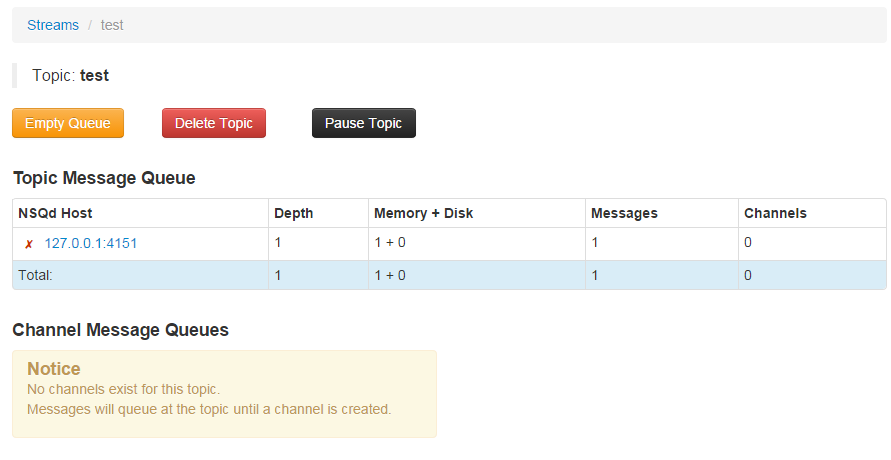 Streams / test
Topic: test
Empty Queue Delete Topic Pause Topic
Topic Message Queue
NSQd Host Depth Memory + Disk Messages Channels
✗ 127.0.0.1:4151 1 1 + 0 1 0
Total: 1 1 + 0 1 0
Channel Message Queues
Notice
No channels exist for this topic.
Messages will queue at the topic until a channel is created.